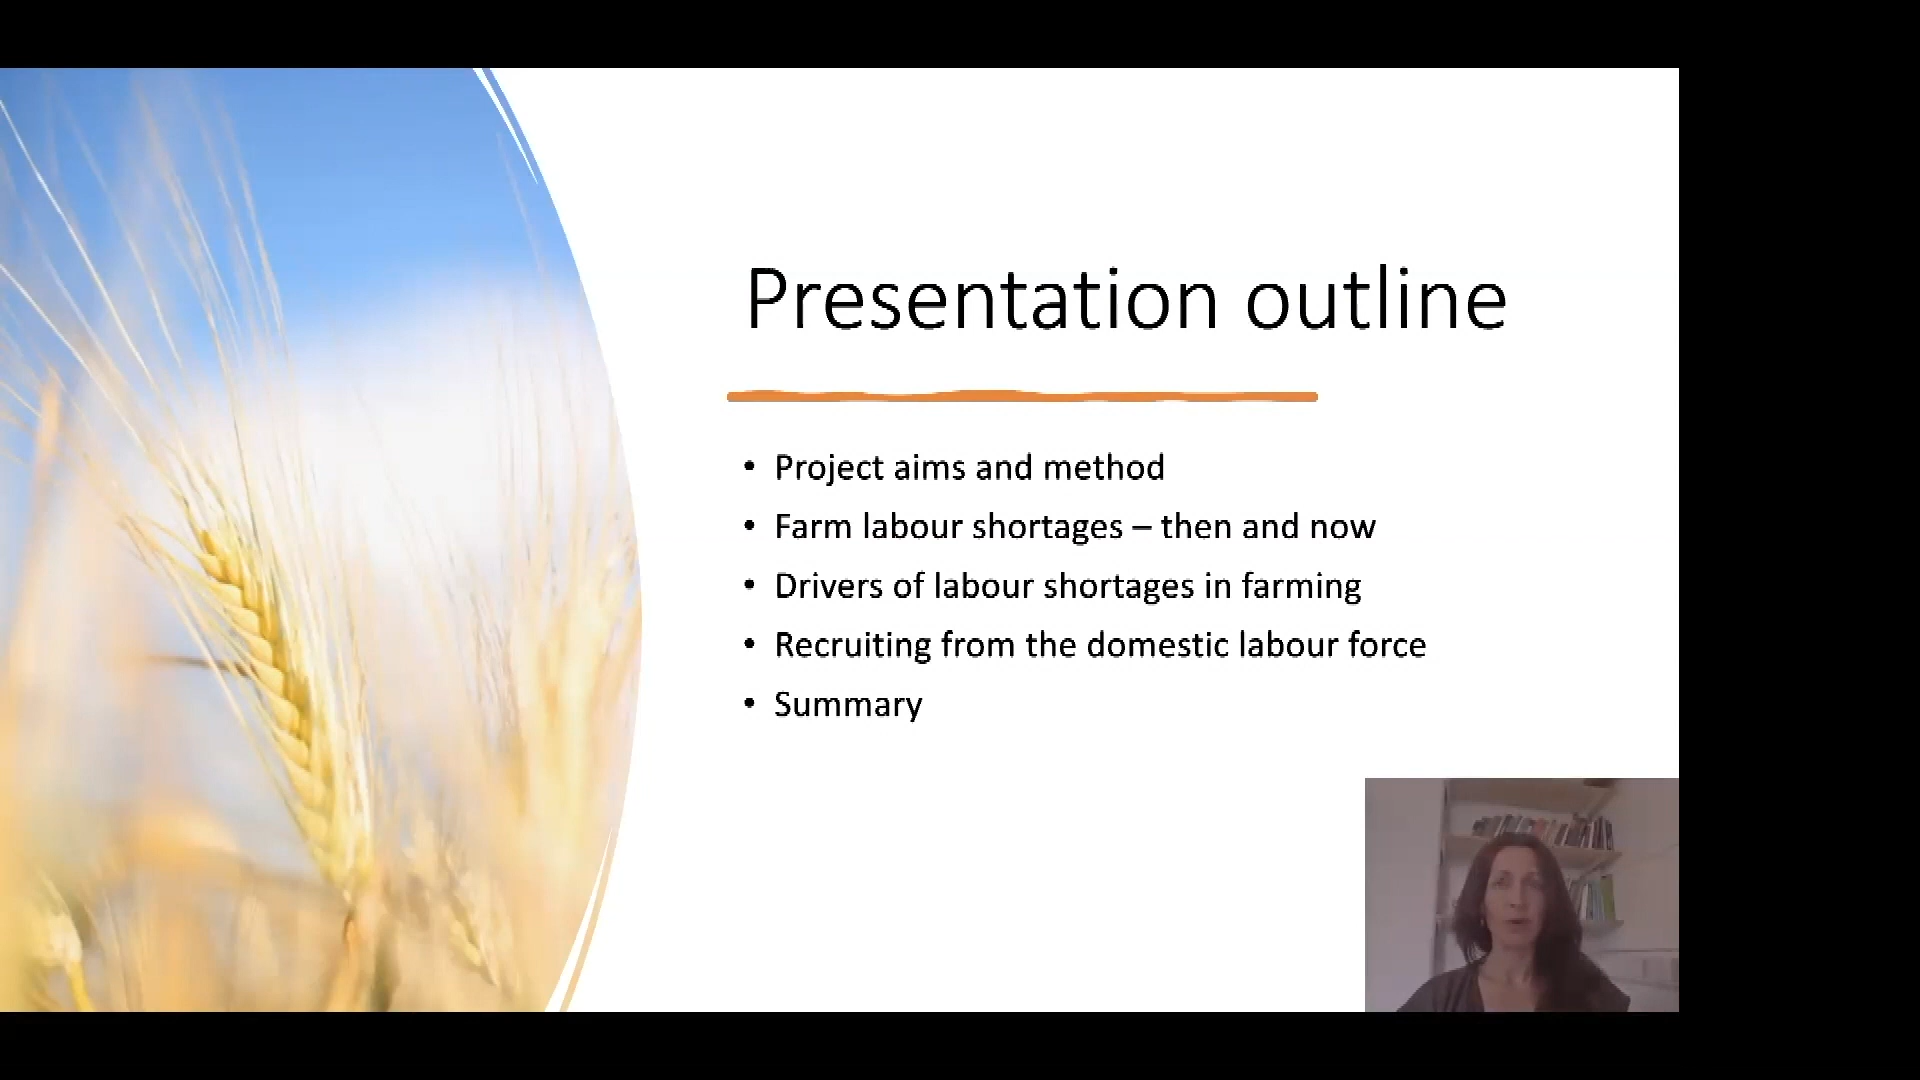 Presentation outline
• Project aims and method
• Farm labour shortages – then and now
• Drivers of labour shortages in farming
• Recruiting from the domestic labour force
• Summary